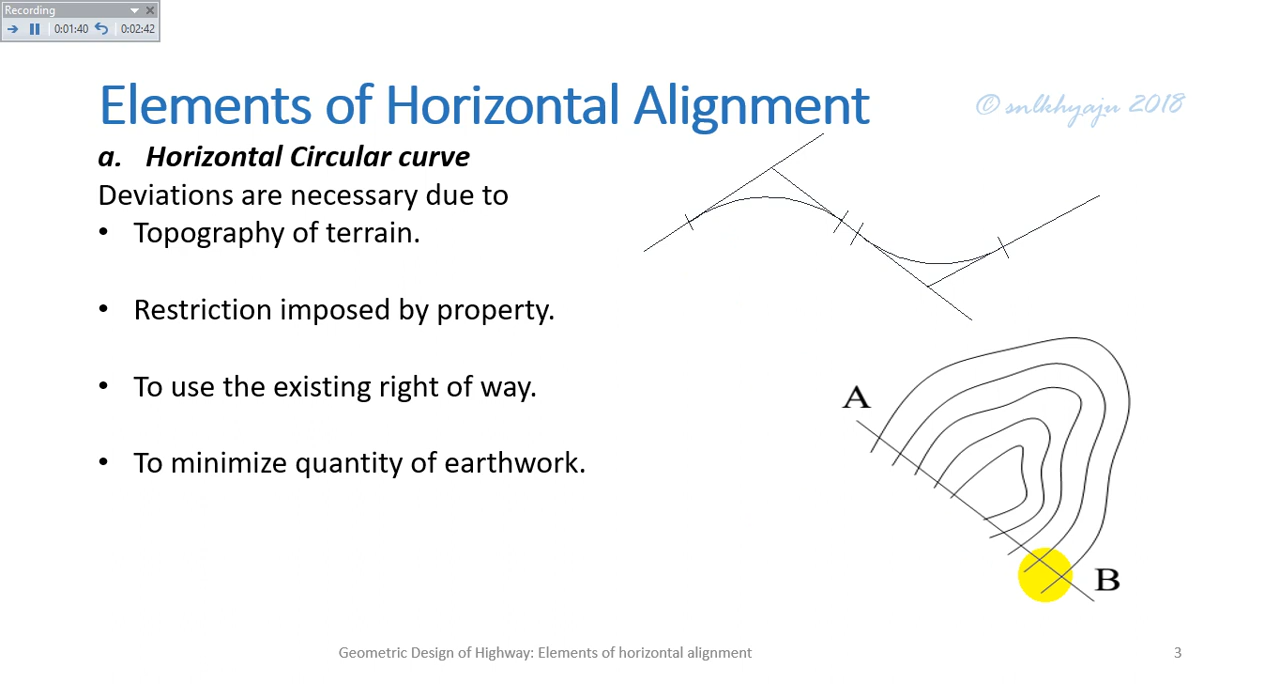 Recording
0:01:40 0:02:42
Elements of Horizontal Alignment
© snlkhyaju 2018
a. Horizontal Circular curve
Deviations are necessary due to
• Topography of terrain.
• Restriction imposed by property.
• To use the existing right of way.
• To minimize quantity of earthwork.
A
B
Geometric Design of Highway: Elements of horizontal alignment
3